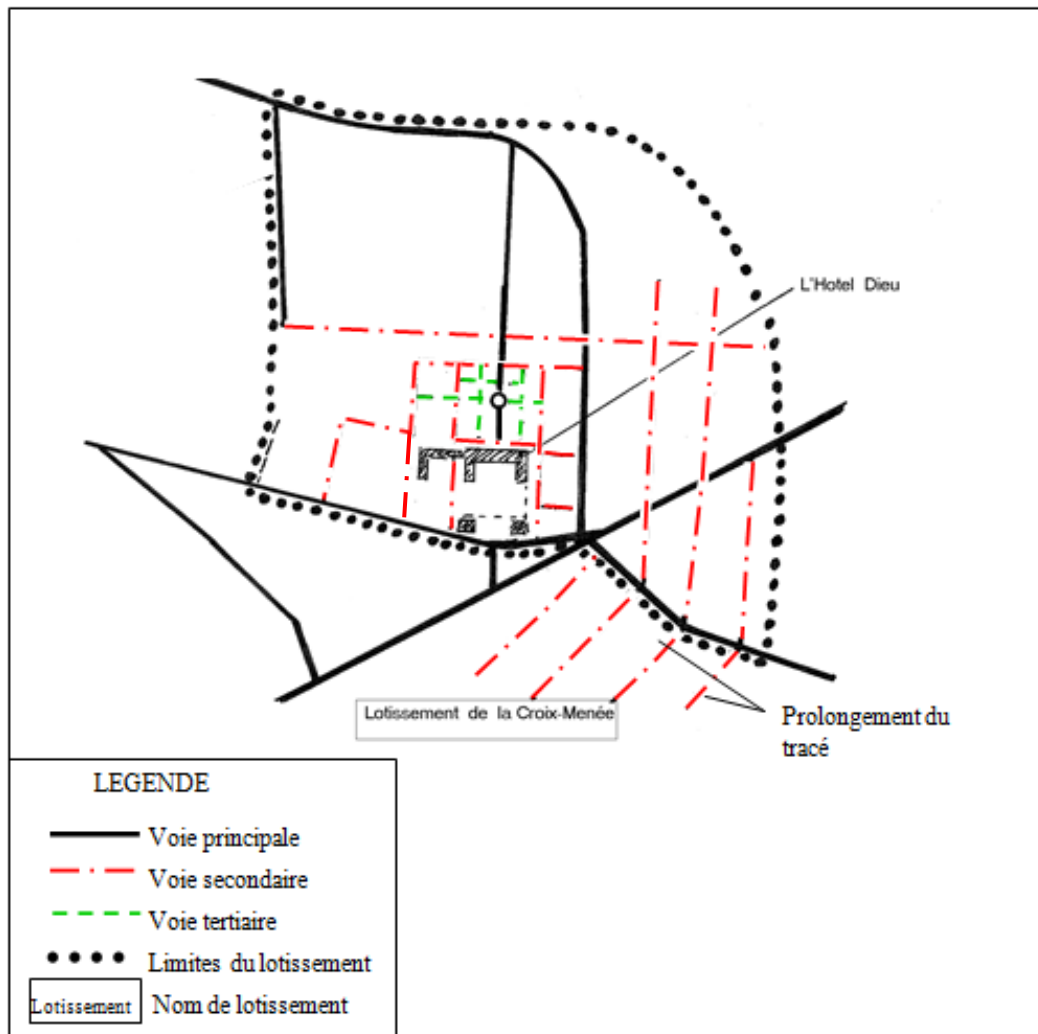 L'Hotel Dieu
Lotissement de la Croix-Menée
Prolongement du
tracé
LEGENDE
Voie principale
Voie secondaire
Voie tertiaire
Limites du lotissement
Lotissement
Nom de lotissement